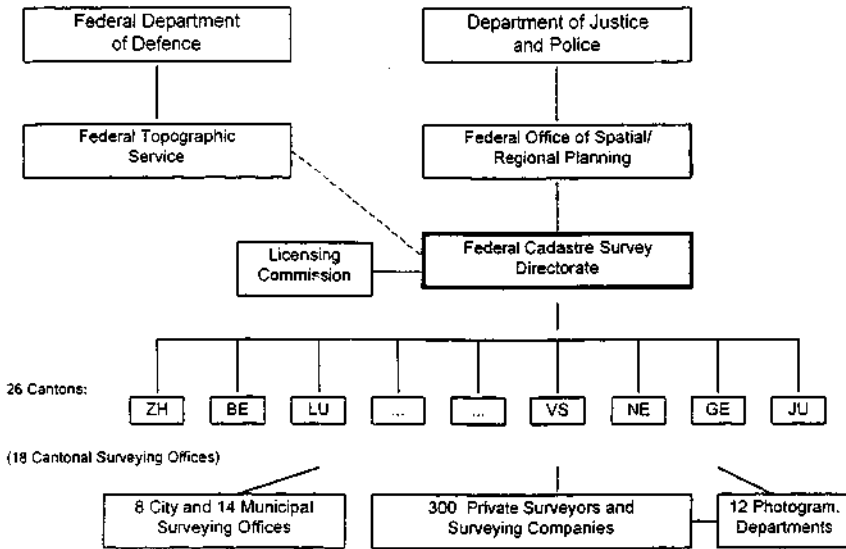 Federal Department
of Defence
Department of Justice
and Police
Federal Topographic
Service
Federal Office of Spatial/
Regional Planning
Licensing
Commission
Federal Cadastre Survey
Directorate
26 Cantons:
ZH
BE
LU
...
...
VS
NE
GE
JU
(18 Cantonal Surveying Offices)
8 City and 14 Municipal
Surveying Offices
300 Private Surveyors and
Surveying Companies
12 Photogram.
Departments